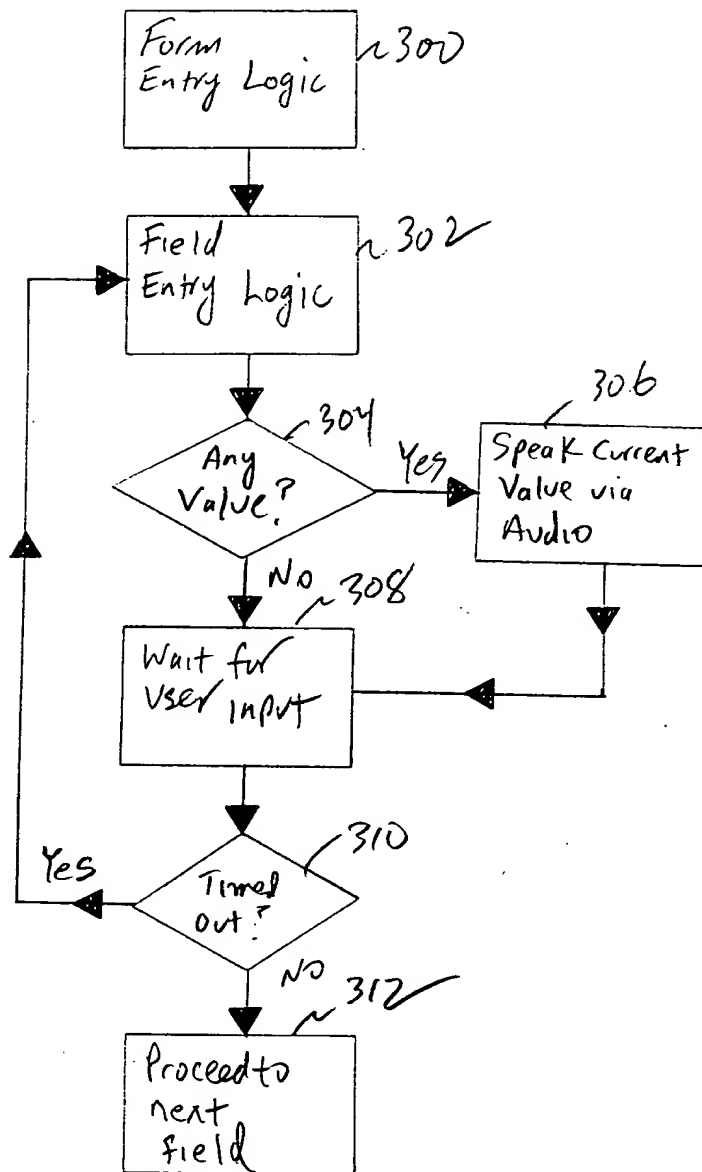 Form
Entry Logic
300
Field
Entry Logic
302
304
Any
Value?
Yes
306
Speak Current
Value via
Audio
No
308
Wait for
User Input
310
Timed
Out?
Yes
No
312
Proceed to
next
field